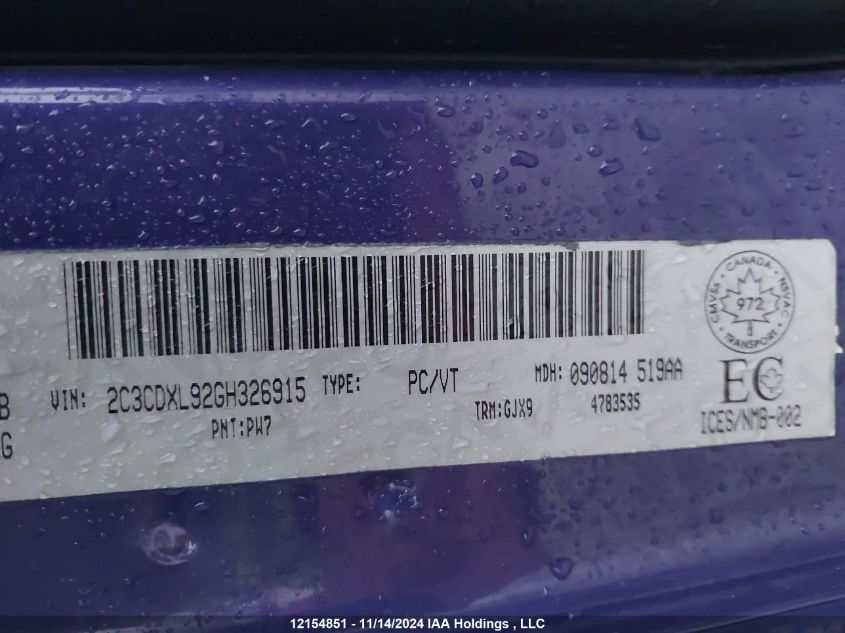 CANADA
CMVSS
NSVAC
972
TRANSPORT
EC
ICES/NMB-002
B
G
VIN: 2C3CDXL92GH326915 TYPE: PC/VT MDH: 090814 519AA
PNT:PW7 TRM:GJX9 4783535
12154851 - 11/14/2024 IAA Holdings , LLC